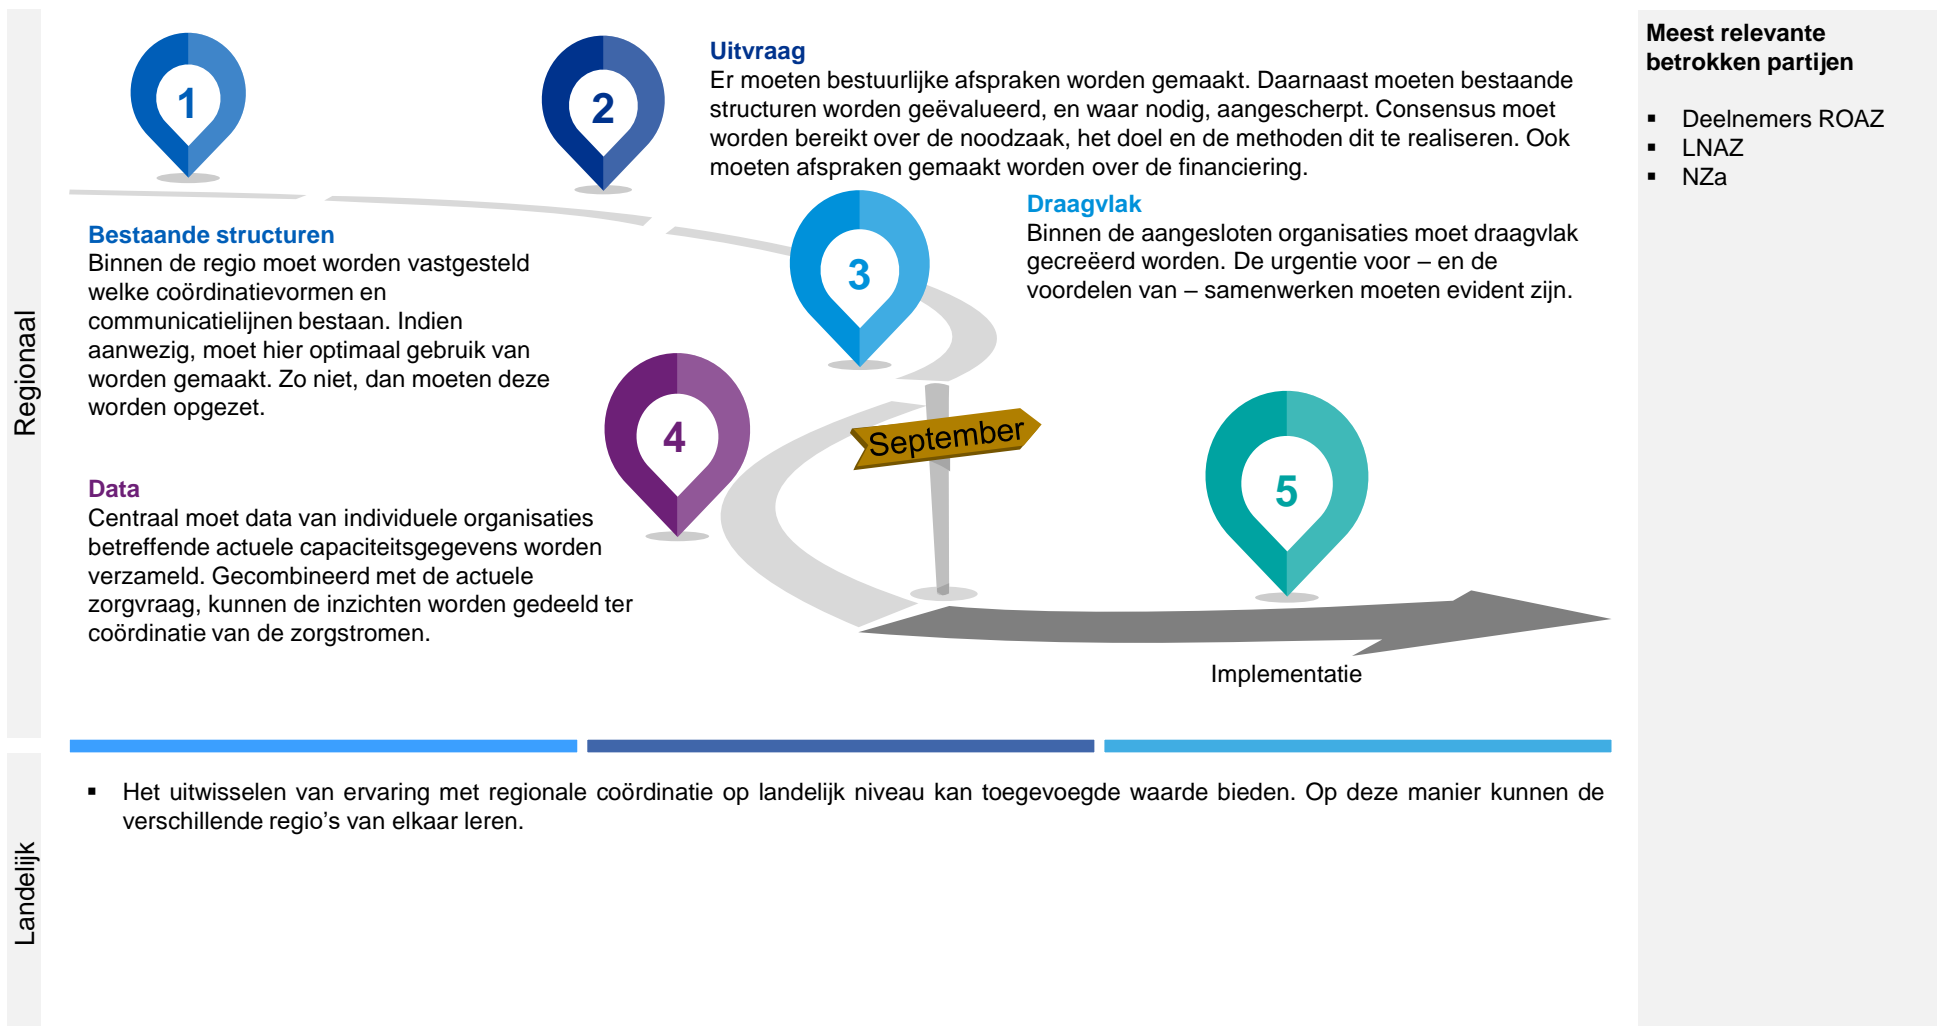 Regionaal
1
Bestaande structuren
Binnen de regio moet worden vastgesteld
welke coördinatievormen en
communicatielijnen bestaan. Indien
aanwezig, moet hier optimaal gebruik van
worden gemaakt. Zo niet, dan moeten deze
worden opgezet.
2
Uitvraag
Er moeten bestuurlijke afspraken worden gemaakt. Daarnaast moeten bestaande
structuren worden geëvalueerd, en waar nodig, aangescherpt. Consensus moet
worden bereikt over de noodzaak, het doel en de methoden dit te realiseren. Ook
moeten afspraken gemaakt worden over de financiering.
3
Draagvlak
Binnen de aangesloten organisaties moet draagvlak
gecreëerd worden. De urgentie voor – en de
voordelen van – samenwerken moeten evident zijn.
4
Data
Centraal moet data van individuele organisaties
betreffende actuele capaciteitsgegevens worden
verzameld. Gecombineerd met de actuele
zorgvraag, kunnen de inzichten worden gedeeld ter
coördinatie van de zorgstromen.
September
5
Implementatie
Landelijk
▪ Het uitwisselen van ervaring met regionale coördinatie op landelijk niveau kan toegevoegde waarde bieden. Op deze manier kunnen de
verschillende regio's van elkaar leren.
Meest relevante
betrokken partijen
▪ Deelnemers ROAZ
▪ LNAZ
▪ NZa